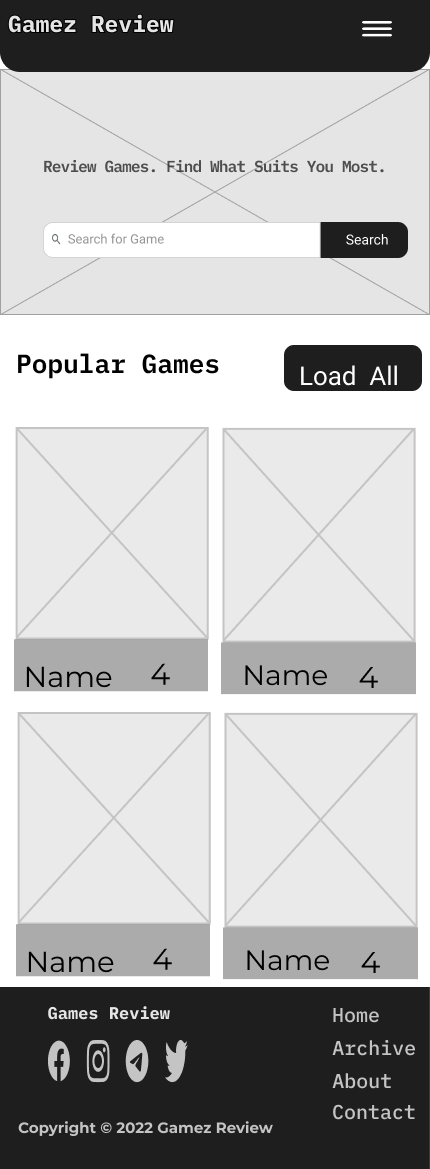 Gamez Review
Review Games. Find What Suits You Most.
Search for Game
Search
Popular Games
Load All
Name 4
Name 4
Name 4
Name 4
Games Review
Home
Archive
About
Contact
Copyright © 2022 Gamez Review